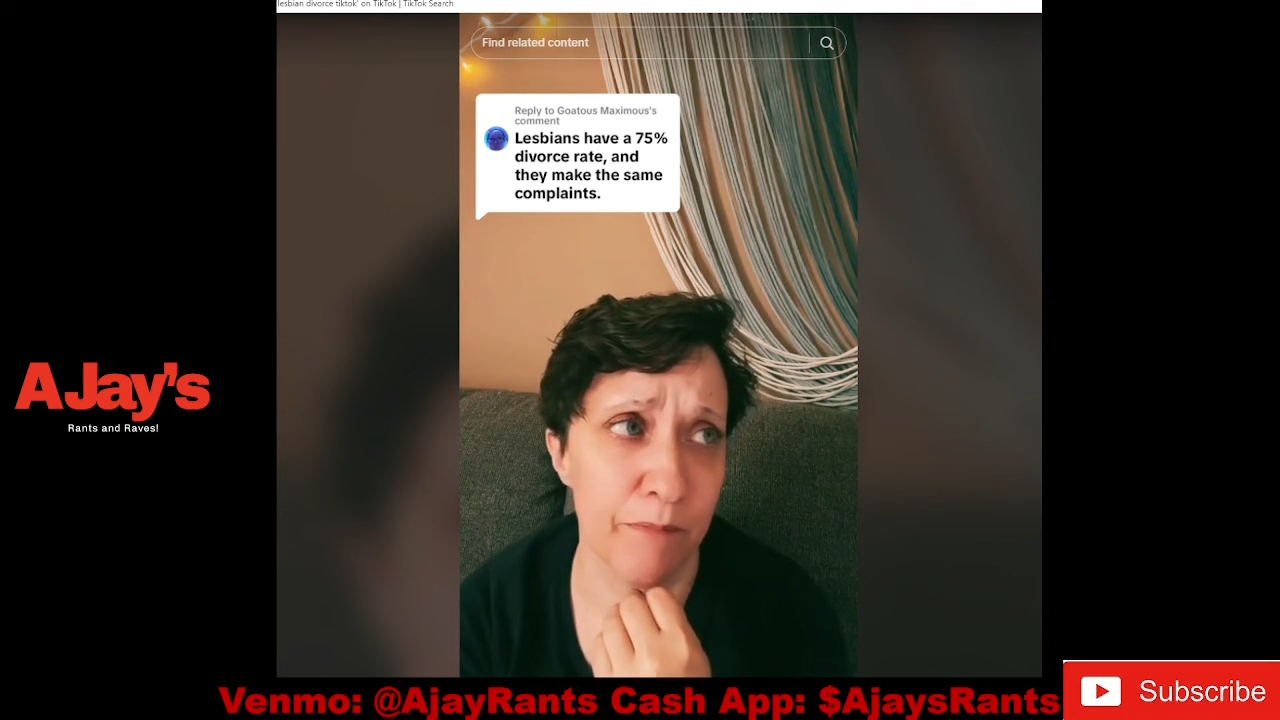 lesbian divorce tiktok' on TikTok | TikTok Search
Find related content
Reply to Goatous Maximous's
comment
Lesbians have a 75%
divorce rate, and
they make the same
complaints.
A Jay's
Rants and Raves!
Venmo: @AjayRants Cash App: $AjaysRants
Subscribe